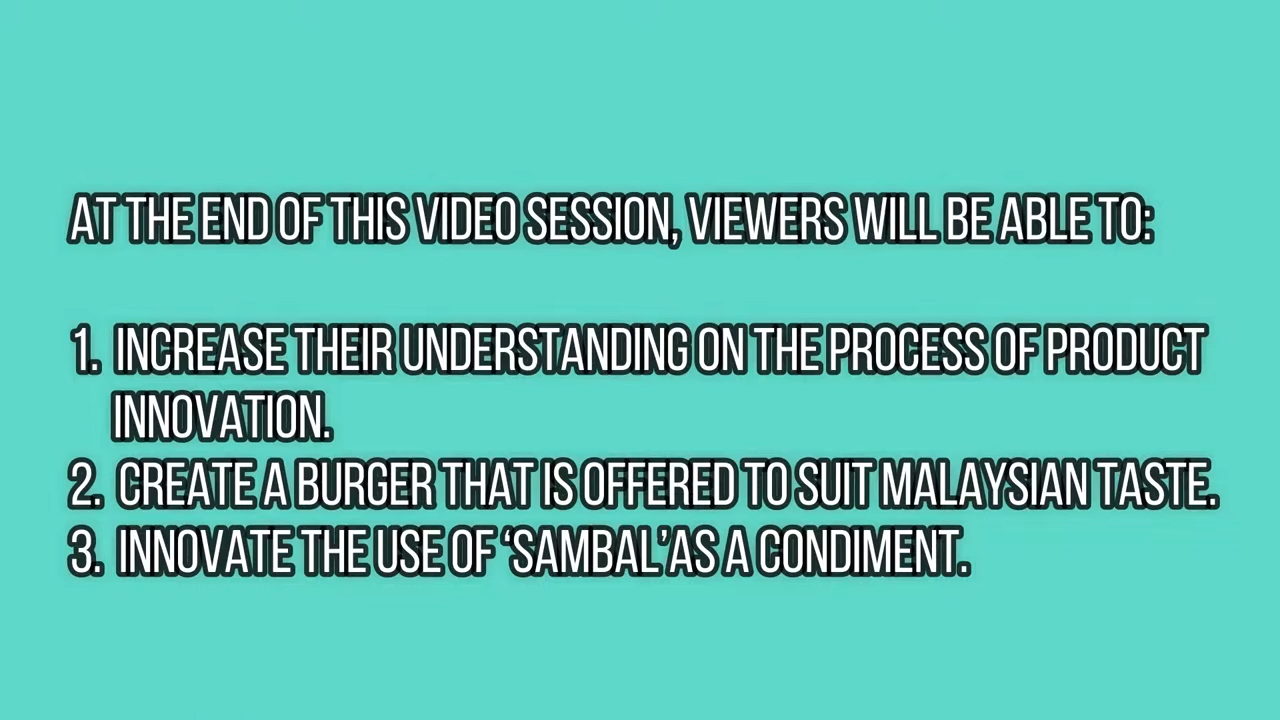 AT THE END OF THIS VIDEO SESSION, VIEWERS WILL BE ABLE TO:
1. INCREASE THEIR UNDERSTANDING ON THE PROCESS OF PRODUCT
INNOVATION.
2. CREATE A BURGER THAT IS OFFERED TO SUIT MALAYSIAN TASTE.
3. INNOVATE THE USE OF ‘SAMBAL’AS A CONDIMENT.